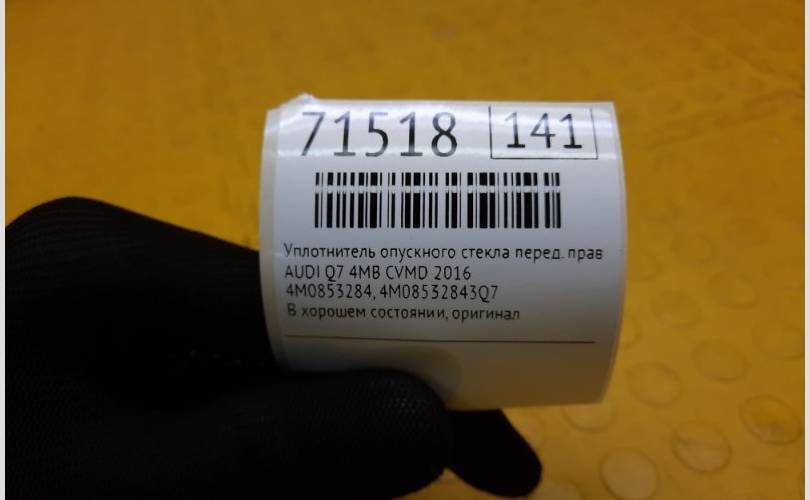 71518 141
Уплотнитель опускного стекла перед. прав
AUDI Q7 4MB CVMD 2016
4M0853284, 4M08532843Q7
В хорошем состоянии, оригинал